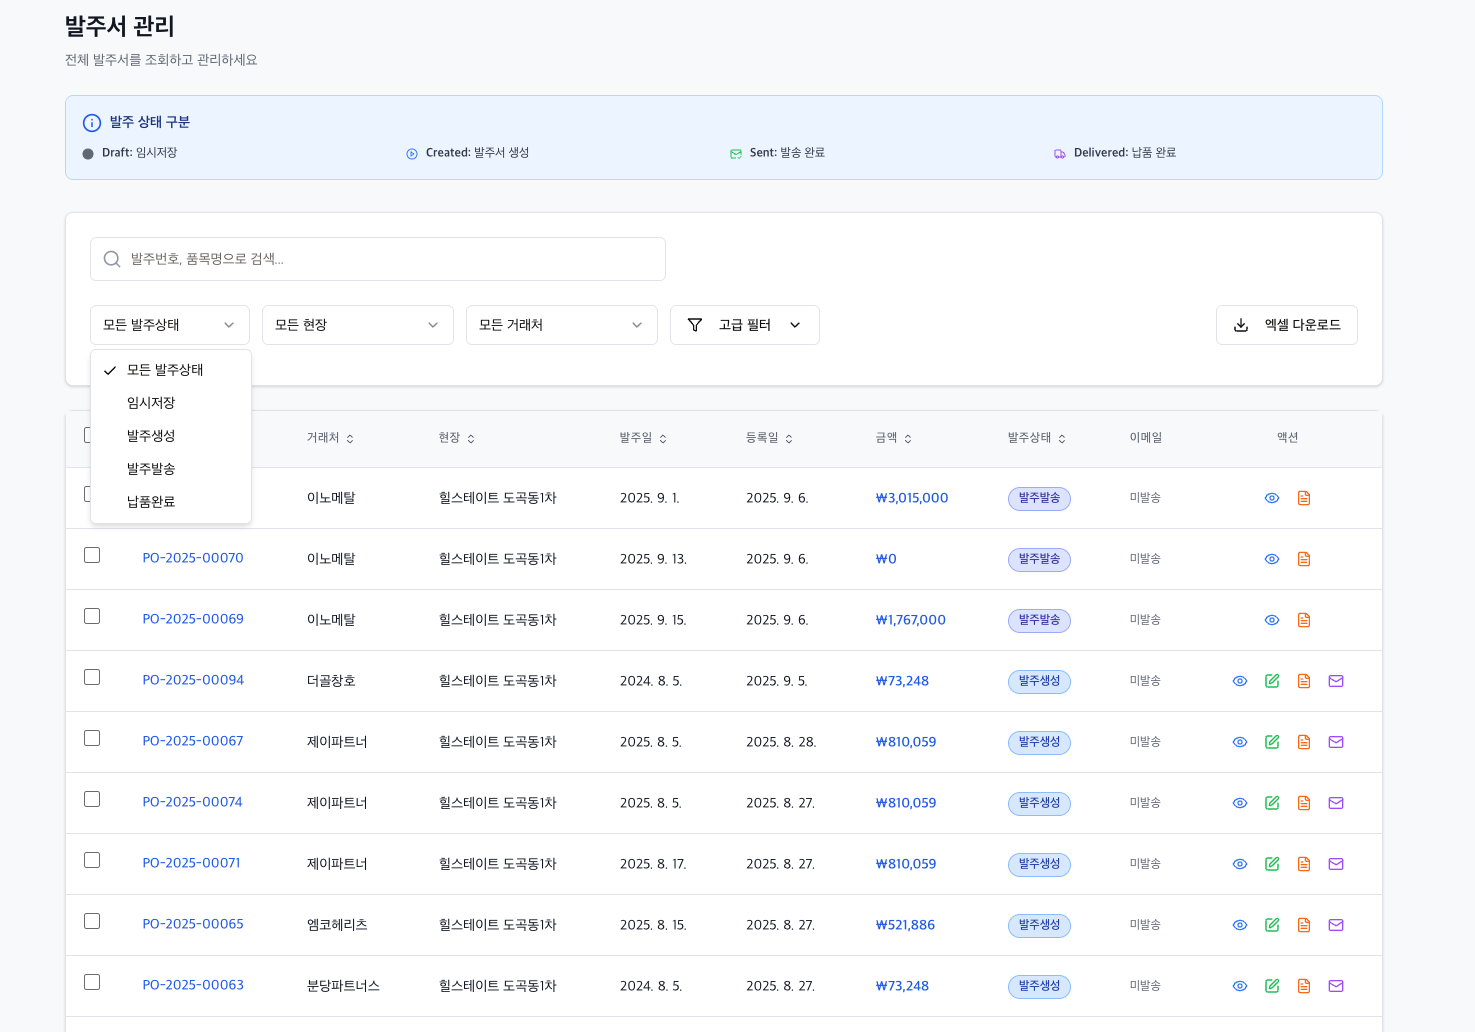 발주서 관리
전체 발주서를 조회하고 관리하세요
발주 상태 구분
Draft: 임시저장 Created: 발주서 생성 Sent: 발송 완료 Delivered: 납품 완료
발주번호, 품목명으로 검색...
모든 발주상태 모든 현장 모든 거래처 고급 필터 엑셀 다운로드
모든 발주상태
임시저장
발주생성
발주발송
납품완료
거래처 현장 발주일 등록일 금액 발주상태 이메일 액션
이노메탈 힐스테이트 도곡동1차 2025. 9. 1. 2025. 9. 6. ₩3,015,000 발주발송 미발송
PO-2025-00070 이노메탈 힐스테이트 도곡동1차 2025. 9. 13. 2025. 9. 6. ₩0 발주발송 미발송
PO-2025-00069 이노메탈 힐스테이트 도곡동1차 2025. 9. 15. 2025. 9. 6. ₩1,767,000 발주발송 미발송
PO-2025-00094 더골창호 힐스테이트 도곡동1차 2024. 8. 5. 2025. 9. 5. ₩73,248 발주생성 미발송
PO-2025-00067 제이파트너 힐스테이트 도곡동1차 2025. 8. 5. 2025. 8. 28. ₩810,059 발주생성 미발송
PO-2025-00074 제이파트너 힐스테이트 도곡동1차 2025. 8. 5. 2025. 8. 27. ₩810,059 발주생성 미발송
PO-2025-00071 제이파트너 힐스테이트 도곡동1차 2025. 8. 17. 2025. 8. 27. ₩810,059 발주생성 미발송
PO-2025-00065 엠코헤리츠 힐스테이트 도곡동1차 2025. 8. 15. 2025. 8. 27. ₩521,886 발주생성 미발송
PO-2025-00063 분당파트너스 힐스테이트 도곡동1차 2024. 8. 5. 2025. 8. 27. ₩73,248 발주생성 미발송